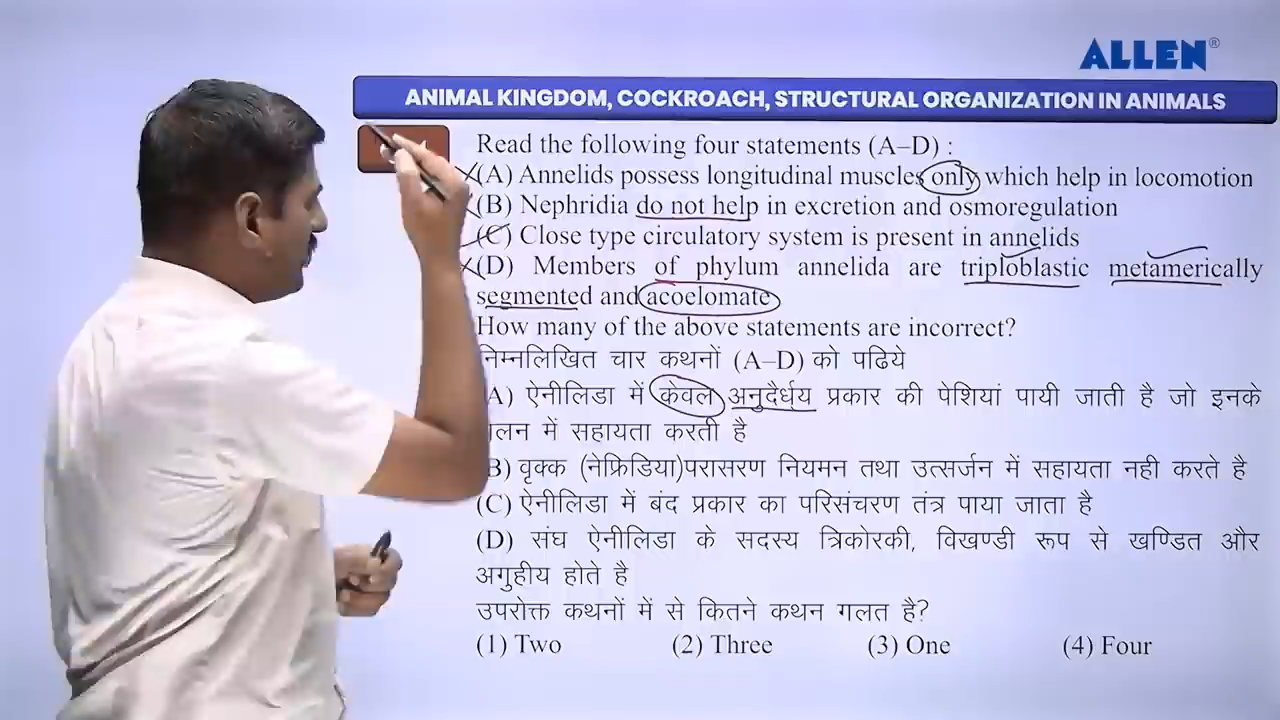 ALLEN®
ANIMAL KINGDOM, COCKROACH, STRUCTURAL ORGANIZATION IN ANIMALS
Read the following four statements (A–D) :
(A) Annelids possess longitudinal muscles only which help in locomotion
(B) Nephridia do not help in excretion and osmoregulation
(C) Close type circulatory system is present in annelids
(D) Members of phylum annelida are triploblastic metamerically
segmented and acoelomate
How many of the above statements are incorrect?
निम्नलिखित चार कथनों (A–D) को पढिये
A) ऐनीलिडा में केवल अनुदैर्ध्य प्रकार की पेशियां पायी जाती है जो इनके
लन में सहायता करती है
B) वृक्क (नेफ्रिडिया)परासरण नियमन तथा उत्सर्जन में सहायता नही करते है
(C) ऐनीलिडा में बंद प्रकार का परिसंचरण तंत्र पाया जाता है
(D) संघ ऐनीलिडा के सदस्य त्रिकोरकी, विखण्डी रूप से खण्डित और
अगुहीय होते है
उपरोक्त कथनों में से कितने कथन गलत है?
(1) Two (2) Three (3) One (4) Four